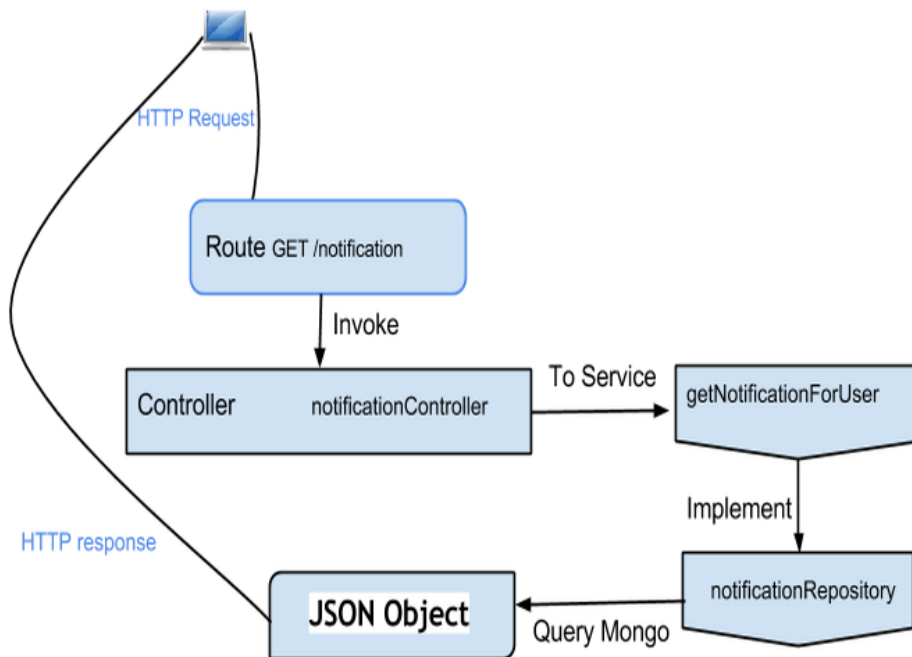 HTTP Request
Route GET /notification
Invoke
Controller notificationController
To Service
getNotificationForUser
Implement
notificationRepository
Query Mongo
JSON Object
HTTP response